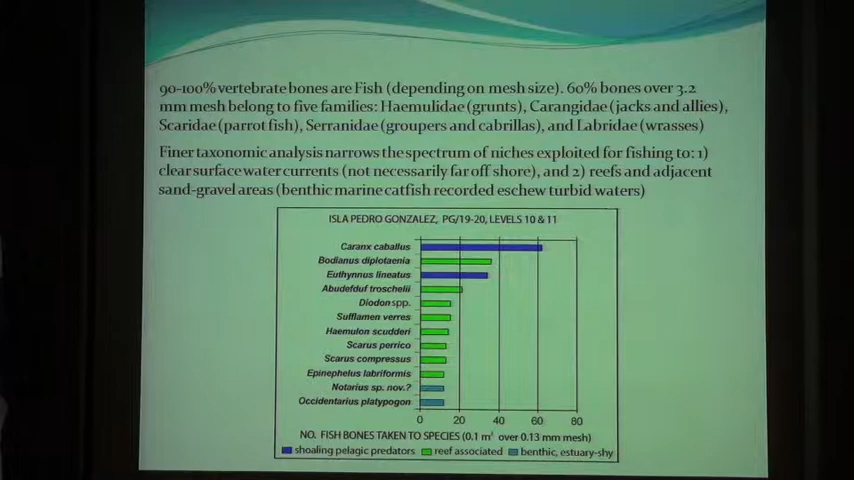 90-100% vertebrate bones are Fish (depending on mesh size). 60% bones over 3.2
mm mesh belong to five families: Haemulidae (grunts), Carangidae (jacks and allies),
Scaridae (parrot fish), Serranidae (groupers and cabrillas), and Labridae (wrasses)
Finer taxonomic analysis narrows the spectrum of niches exploited for fishing to: 1)
clear surface water currents (not necessarily far off shore), and 2) reefs and adjacent
sand-gravel areas (benthic marine catfish recorded eschew turbid waters)
ISLA PEDRO GONZALEZ, PG/19-20, LEVELS 10 & 11
Caranx caballus
Bodianus diplotaenia
Euthynnus lineatus
Abudefduf troschelii
Diodon spp.
Sufflamen verres
Haemulon scudderi
Scarus perrico
Scarus compressus
Epinephelus labriformis
Notarius sp. nov.?
Occidentarius platypogon
0 20 40 60 80
NO. FISH BONES TAKEN TO SPECIES (0.1 m³ over 0.13 mm mesh)
shoaling pelagic predators reef associated benthic, estuary-shy